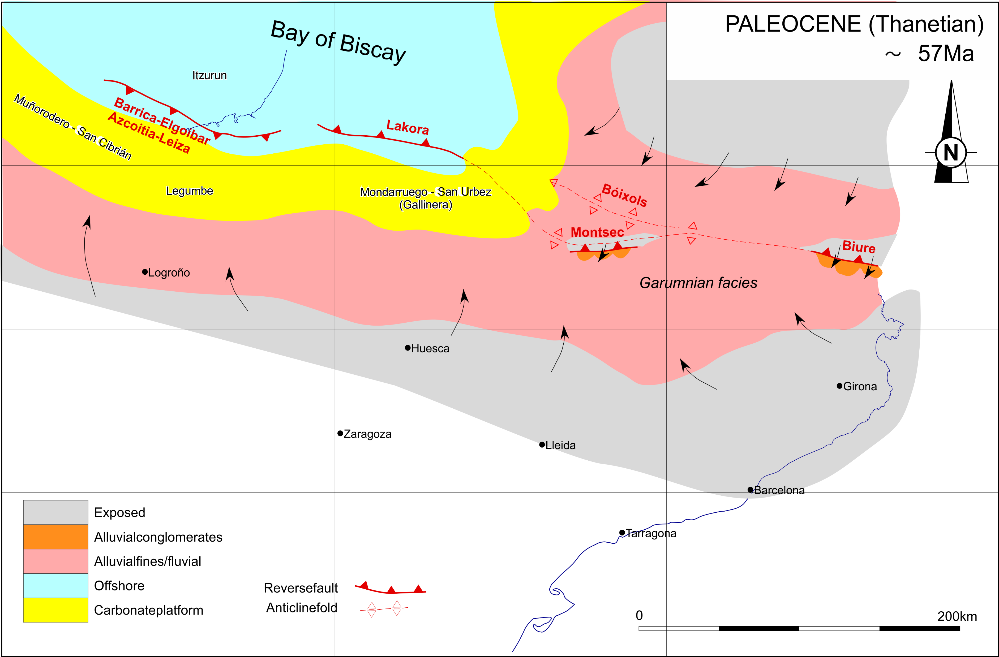 PALEOCENE (Thanetian)
~ 57Ma
Bay of Biscay
Itzurun
Muñorodero - San Cibrián
Barrica-Elgoibar
Azcoitia-Leiza
Lakora
N
Legumbe
Mondarruego - San Urbez
(Gallinera)
Bóixols
Montsec
Biure
Logroño
Garumnian facies
Huesca
Girona
Zaragoza
Lleida
Barcelona
Tarragona
Exposed
Alluvialconglomerates
Alluvialfines/fluvial
Offshore
Carbonateplatform
Reversefault
Anticlinefold
0
200km